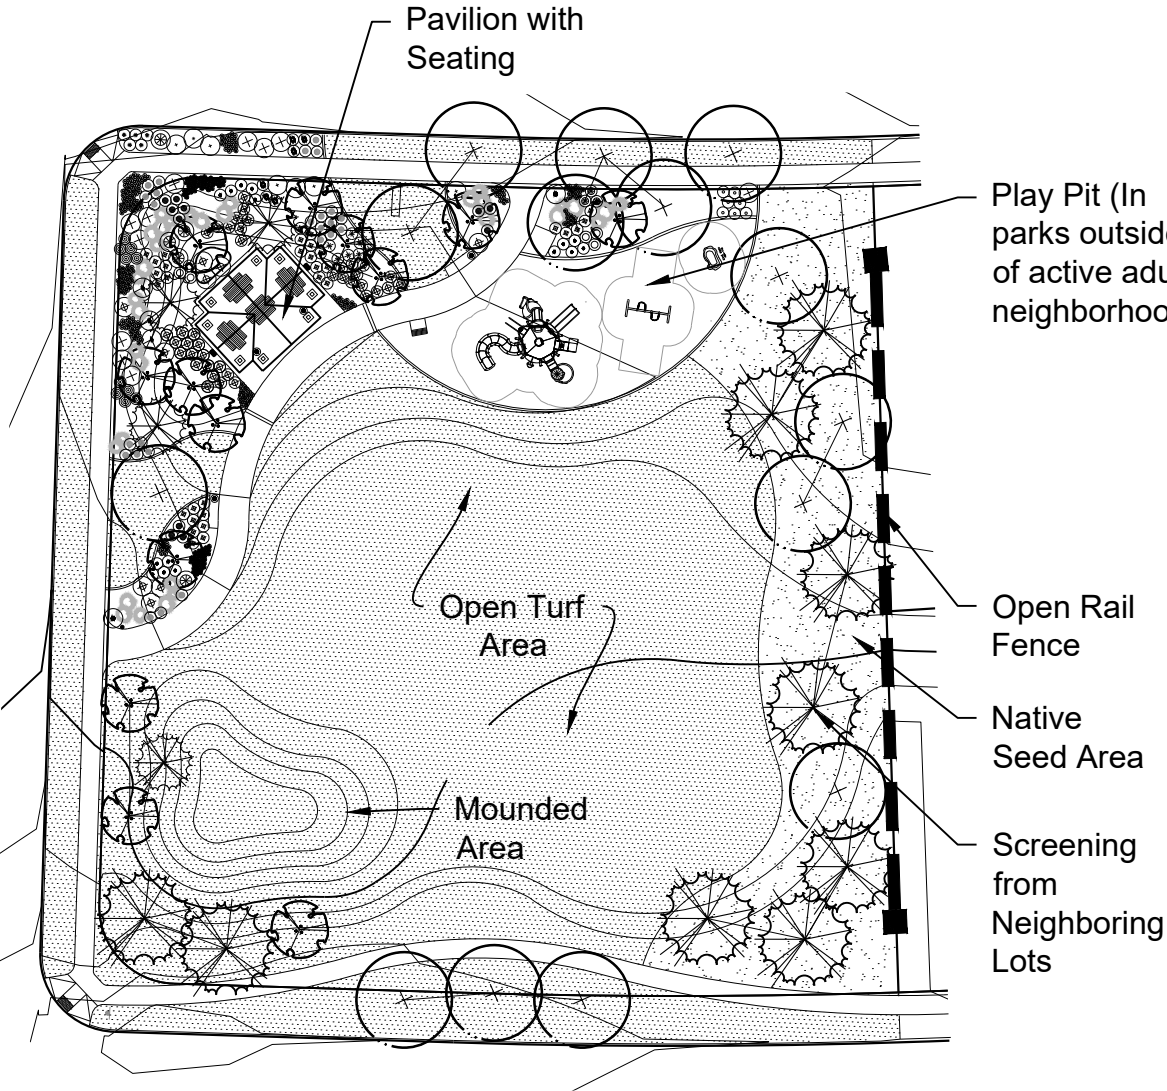 Pavilion with
Seating
Play Pit (In
parks outside
of active adu
neighborhoo
Open Turf
Area
Open Rail
Fence
Native
Seed Area
Mounded
Area
Screening
from
Neighboring
Lots